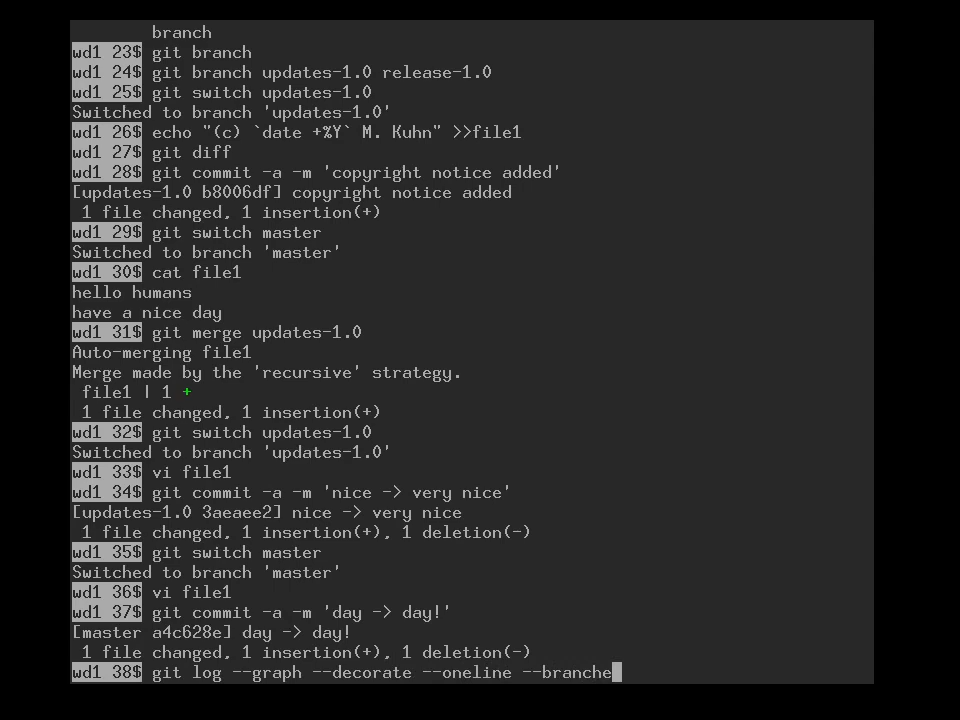 branch
wd1 23$ git branch
wd1 24$ git branch updates-1.0 release-1.0
wd1 25$ git switch updates-1.0
Switched to branch 'updates-1.0'
wd1 26$ echo "(c) `date +%Y` M. Kuhn" >>file1
wd1 27$ git diff
wd1 28$ git commit -a -m 'copyright notice added'
[updates-1.0 b8006df] copyright notice added
 1 file changed, 1 insertion(+)
wd1 29$ git switch master
Switched to branch 'master'
wd1 30$ cat file1
hello humans
have a nice day
wd1 31$ git merge updates-1.0
Auto-merging file1
Merge made by the 'recursive' strategy.
 file1 | 1 +
 1 file changed, 1 insertion(+)
wd1 32$ git switch updates-1.0
Switched to branch 'updates-1.0'
wd1 33$ vi file1
wd1 34$ git commit -a -m 'nice -> very nice'
[updates-1.0 3aeaee2] nice -> very nice
 1 file changed, 1 insertion(+), 1 deletion(-)
wd1 35$ git switch master
Switched to branch 'master'
wd1 36$ vi file1
wd1 37$ git commit -a -m 'day -> day!'
[master a4c628e] day -> day!
 1 file changed, 1 insertion(+), 1 deletion(-)
wd1 38$ git log --graph --decorate --oneline --branche